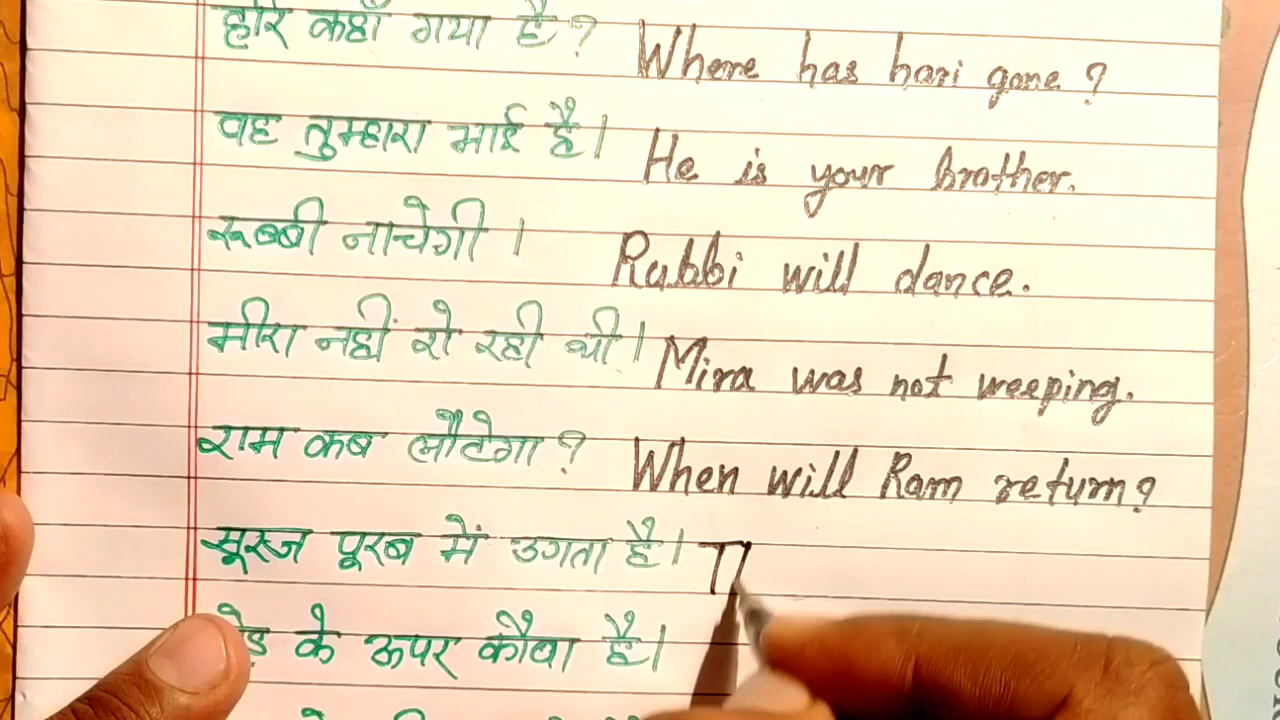 हरि कहाँ गया है? Where has hari gone?
वह तुम्हारा भाई है। He is your brother.
रूब्बी नाचेगी। Rubbi will dance.
मीरा नहीं रो रही थी। Mira was not weeping.
राम कब लौटेगा? When will Ram return?
सूरज पूरब में उगता है। T
के ऊपर कौवा है।